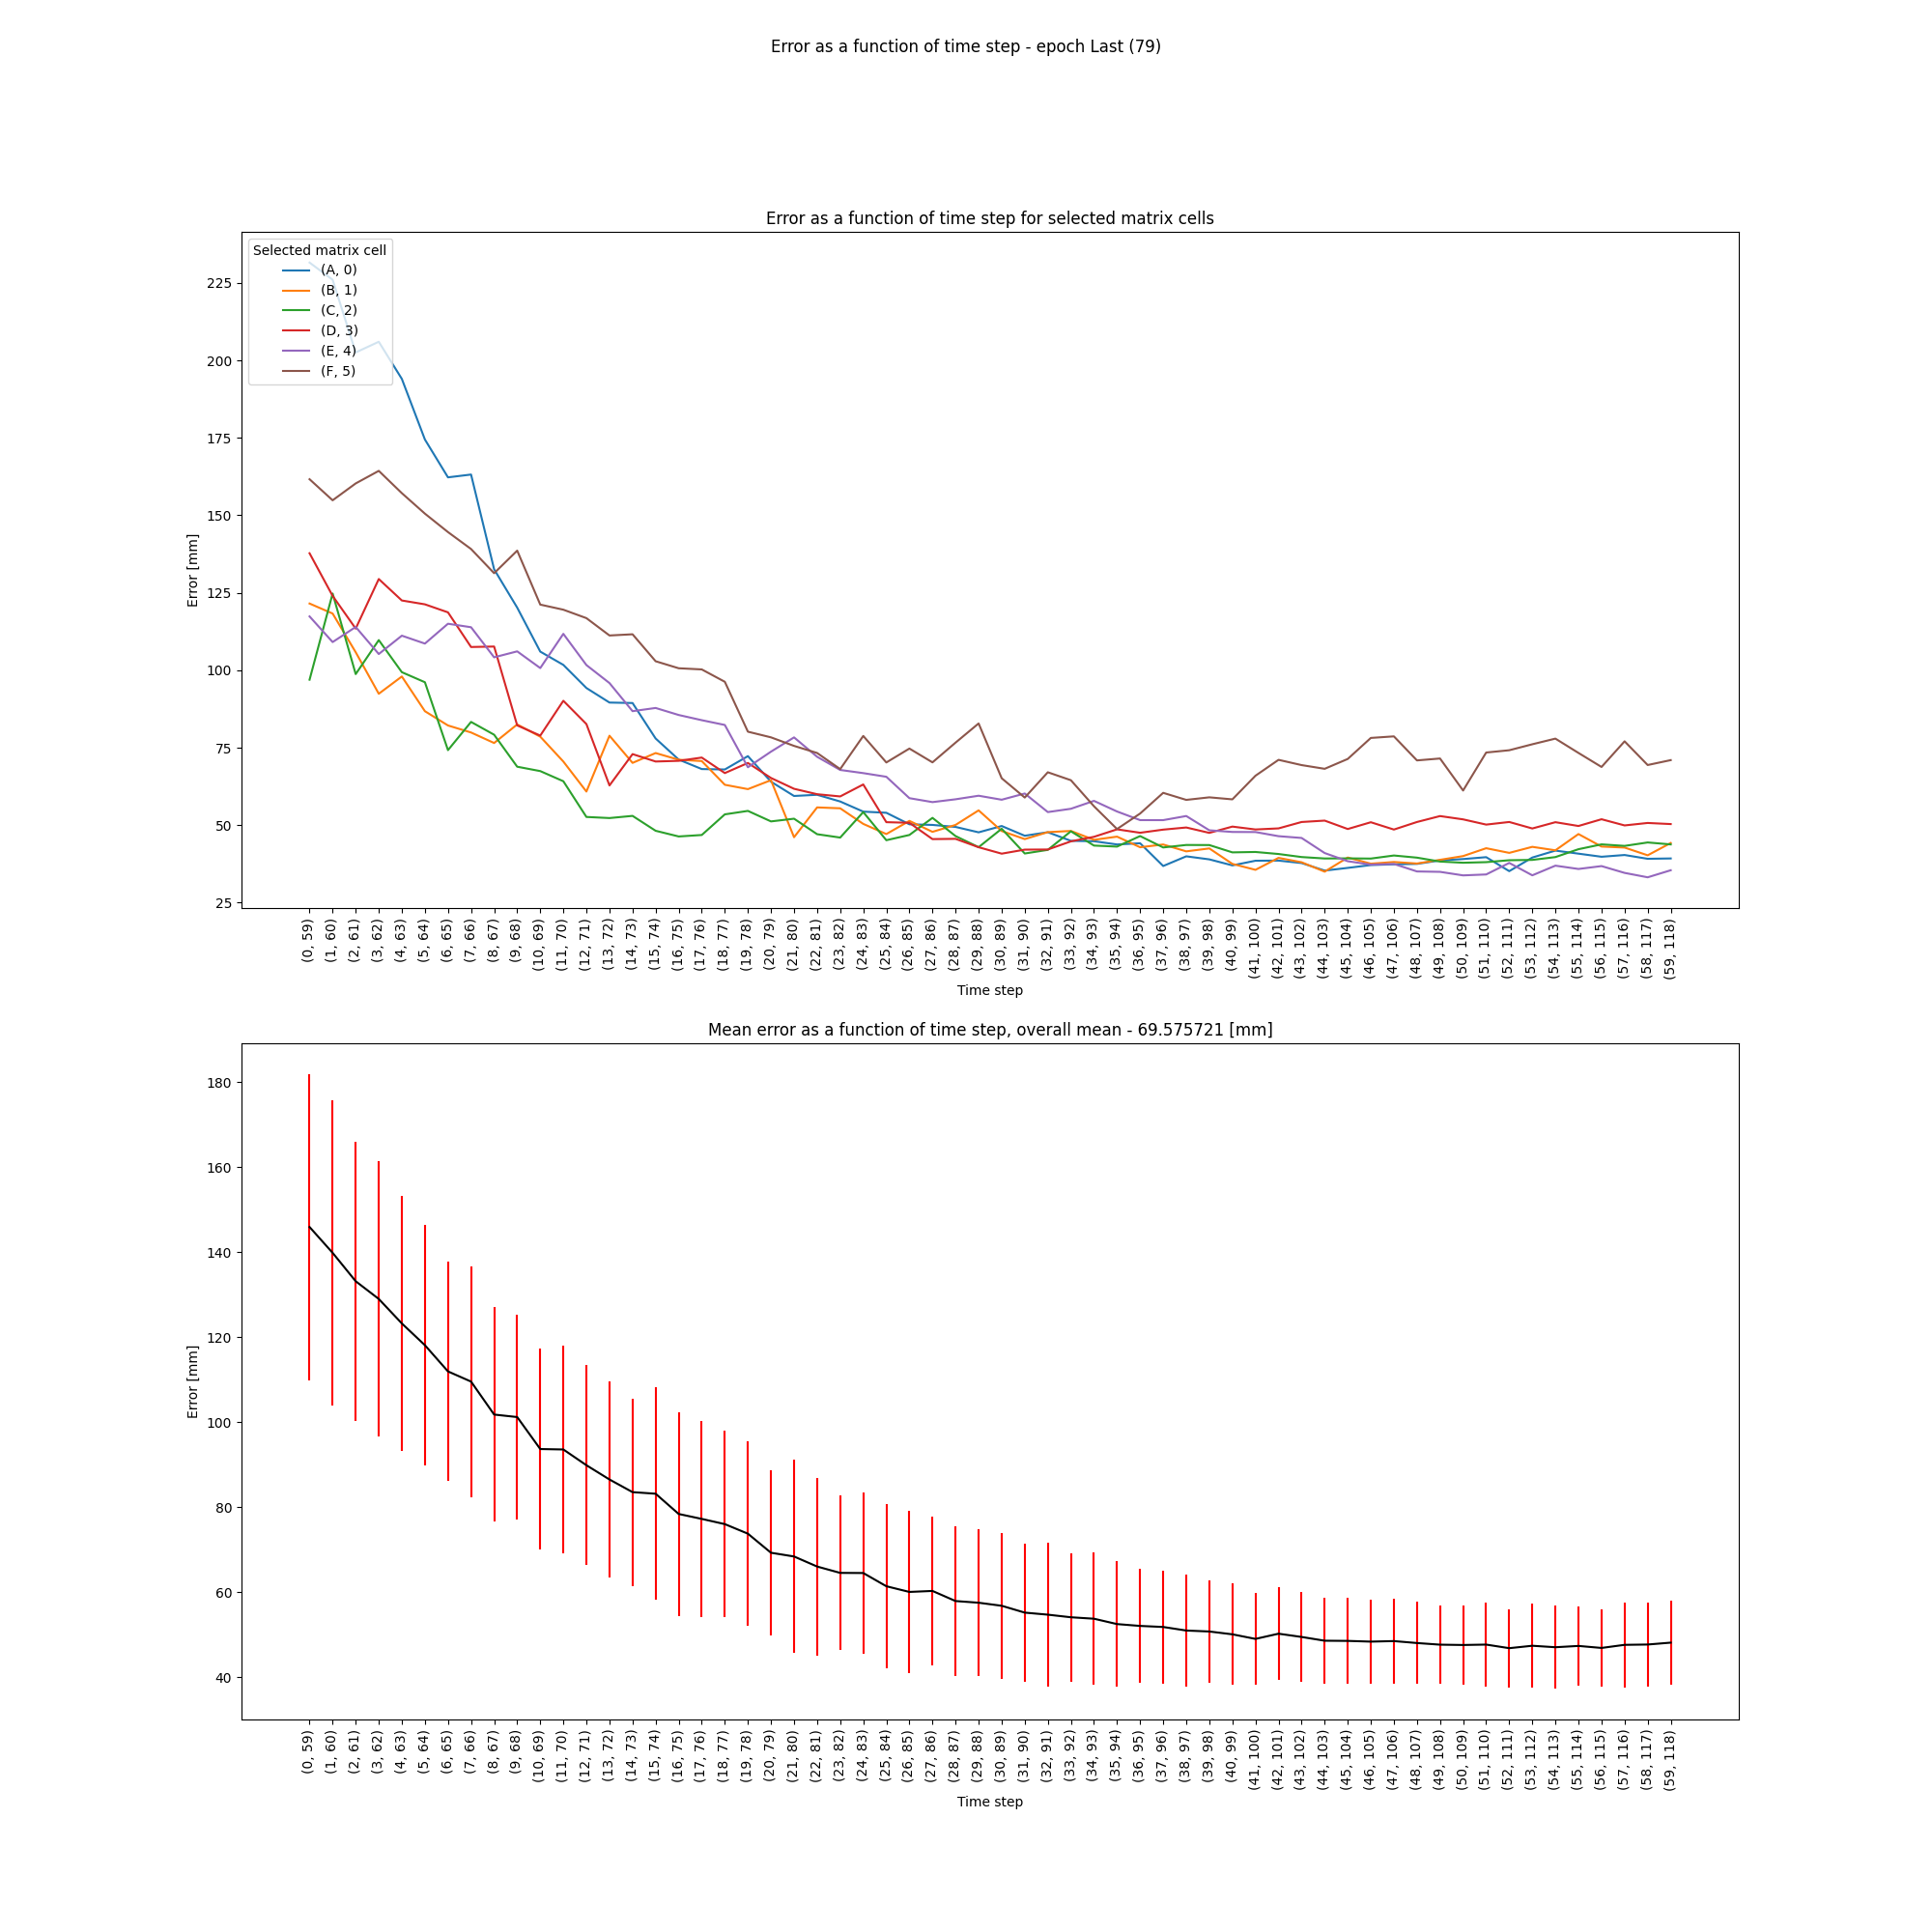 Error as a function of time step - epoch Last (79)
Error as a function of time step for selected matrix cells
Selected matrix cell
(A, 0)
(B, 1)
(C, 2)
(D, 3)
(E, 4)
(F, 5)
225
200
175
150
125
100
75
50
25
Error [mm]
(0, 59) (1, 60) (2, 61) (3, 62) (4, 63) (5, 64) (6, 65) (7, 66) (8, 67) (9, 68) (10, 69) (11, 70) (12, 71) (13, 72) (14, 73) (15, 74) (16, 75) (17, 76) (18, 77) (19, 78) (20, 79) (21, 80) (22, 81) (23, 82) (24, 83) (25, 84) (26, 85) (27, 86) (28, 87) (29, 88) (30, 89) (31, 90) (32, 91) (33, 92) (34, 93) (35, 94) (36, 95) (37, 96) (38, 97) (39, 98) (40, 99) (41, 100) (42, 101) (43, 102) (44, 103) (45, 104) (46, 105) (47, 106) (48, 107) (49, 108) (50, 109) (51, 110) (52, 111) (53, 112) (54, 113) (55, 114) (56, 115) (57, 116) (58, 117) (59, 118)
Time step
Mean error as a function of time step, overall mean - 69.575721 [mm]
180
160
140
120
100
80
60
40
Error [mm]
(0, 59) (1, 60) (2, 61) (3, 62) (4, 63) (5, 64) (6, 65) (7, 66) (8, 67) (9, 68) (10, 69) (11, 70) (12, 71) (13, 72) (14, 73) (15, 74) (16, 75) (17, 76) (18, 77) (19, 78) (20, 79) (21, 80) (22, 81) (23, 82) (24, 83) (25, 84) (26, 85) (27, 86) (28, 87) (29, 88) (30, 89) (31, 90) (32, 91) (33, 92) (34, 93) (35, 94) (36, 95) (37, 96) (38, 97) (39, 98) (40, 99) (41, 100) (42, 101) (43, 102) (44, 103) (45, 104) (46, 105) (47, 106) (48, 107) (49, 108) (50, 109) (51, 110) (52, 111) (53, 112) (54, 113) (55, 114) (56, 115) (57, 116) (58, 117) (59, 118)
Time step